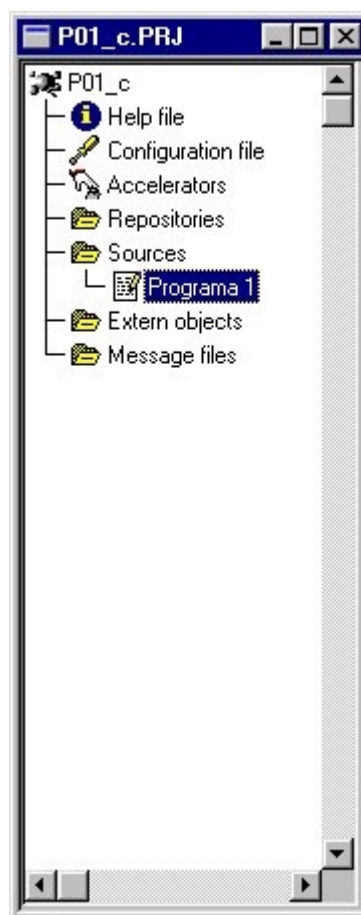 P01_c.PRJ
P01_c
Help file
Configuration file
Accelerators
Repositories
Sources
Programa 1
Extern objects
Message files